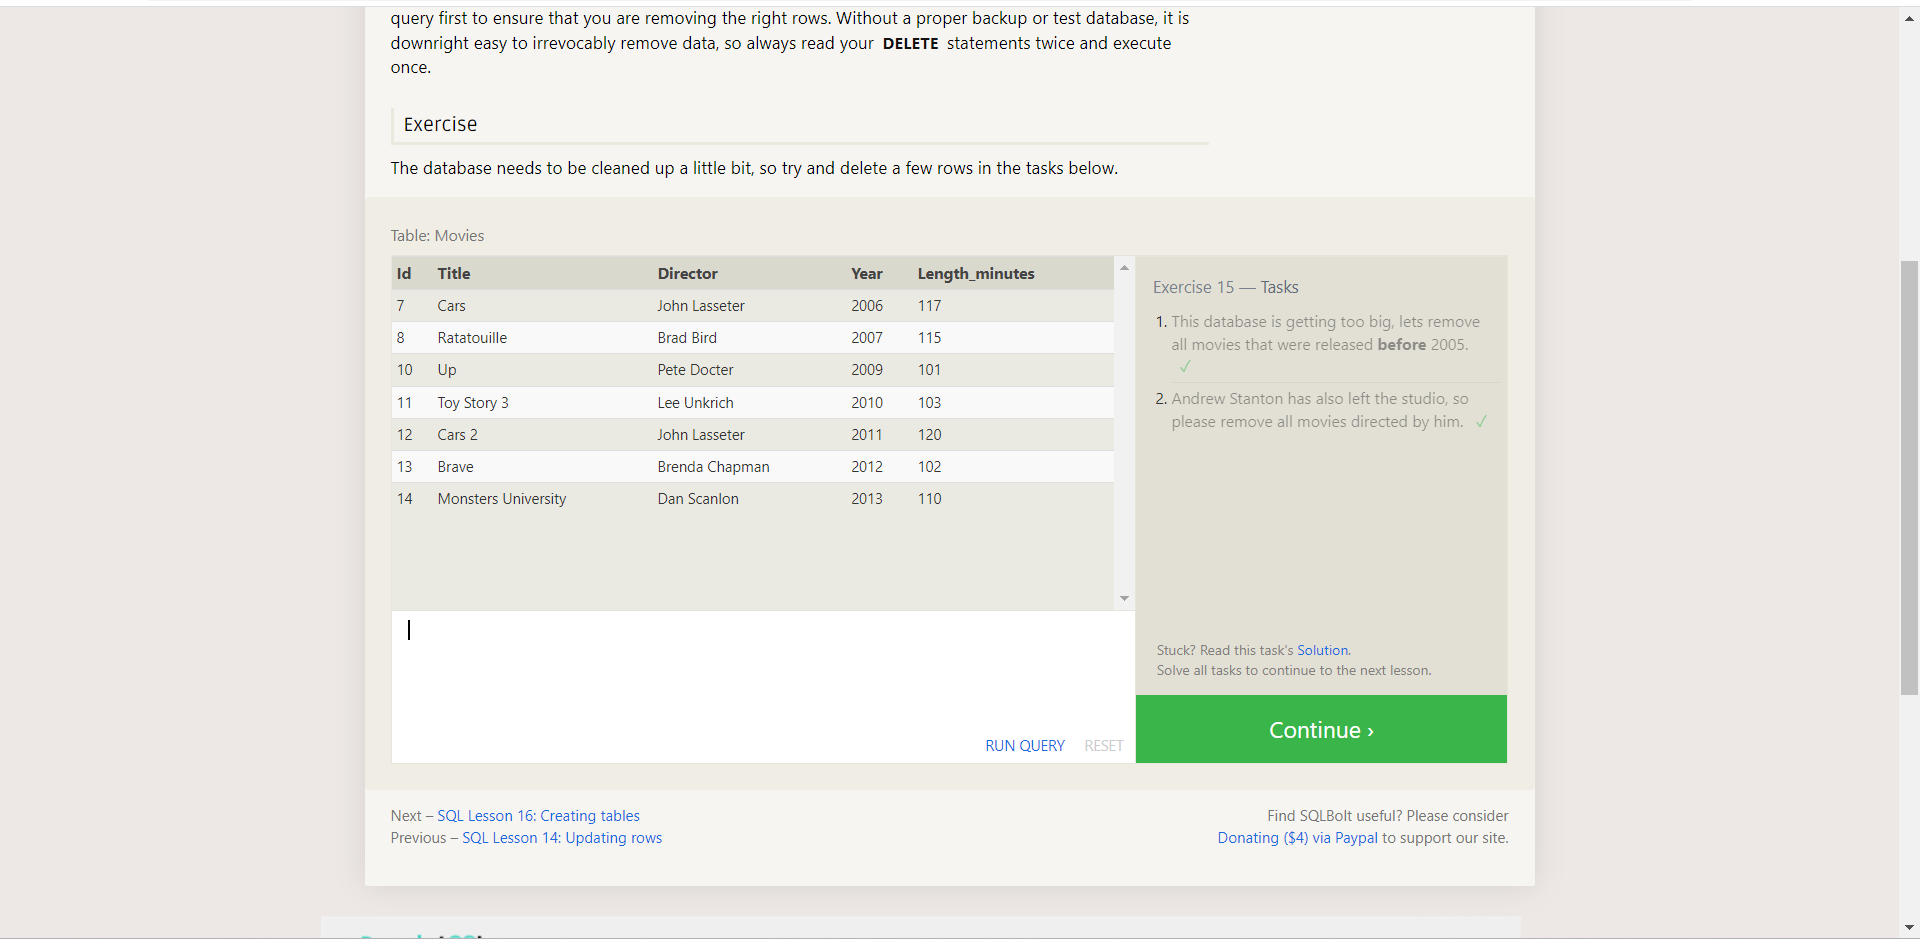 query first to ensure that you are removing the right rows. Without a proper backup or test database, it is
downright easy to irrevocably remove data, so always read your DELETE statements twice and execute
once.
Exercise
The database needs to be cleaned up a little bit, so try and delete a few rows in the tasks below.
Table: Movies
Id Title Director Year Length_minutes
7 Cars John Lasseter 2006 117
8 Ratatouille Brad Bird 2007 115
10 Up Pete Docter 2009 101
11 Toy Story 3 Lee Unkrich 2010 103
12 Cars 2 John Lasseter 2011 120
13 Brave Brenda Chapman 2012 102
14 Monsters University Dan Scanlon 2013 110
RUN QUERY RESET
Exercise 15 — Tasks
1. This database is getting too big, lets remove
all movies that were released before 2005.
✓
2. Andrew Stanton has also left the studio, so
please remove all movies directed by him. ✓
Stuck? Read this task's Solution.
Solve all tasks to continue to the next lesson.
Continue ›
Next – SQL Lesson 16: Creating tables
Previous – SQL Lesson 14: Updating rows
Find SQLBolt useful? Please consider
Donating ($4) via Paypal to support our site.